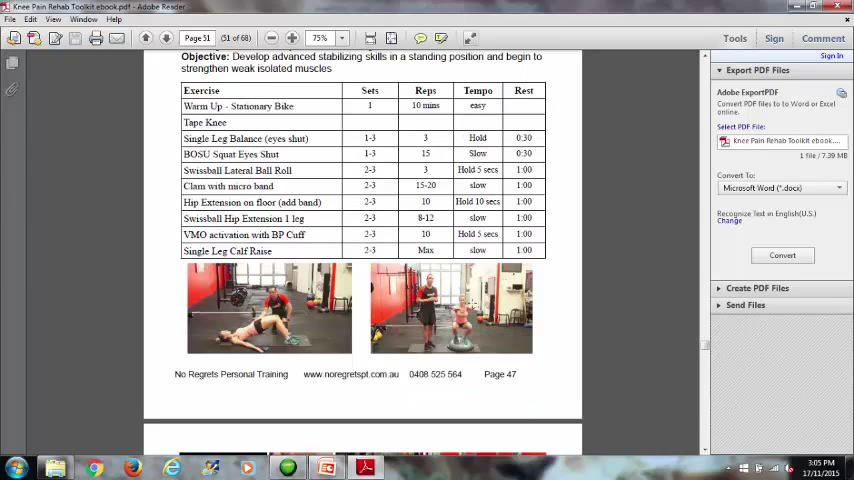 Knee Pain Rehab Toolkit ebook.pdf - Adobe Reader
File Edit View Window Help
Page 51 (51 of 68) 75% Tools Sign Comment
Sign In
Objective: Develop advanced stabilizing skills in a standing position and begin to
strengthen weak isolated muscles
Exercise Sets Reps Tempo Rest
Warm Up - Stationary Bike 1 10 mins easy
Tape Knee
Single Leg Balance (eyes shut) 1-3 3 Hold 0:30
BOSU Squat Eyes Shut 1-3 15 Slow 0:30
Swissball Lateral Ball Roll 2-3 3 Hold 5 secs 1:00
Clam with micro band 2-3 15-20 slow 1:00
Hip Extension on floor (add band) 2-3 10 Hold 10 secs 1:00
Swissball Hip Extension 1 leg 2-3 8-12 slow 1:00
VMO activation with BP Cuff 2-3 10 Hold 5 secs 1:00
Single Leg Calf Raise 2-3 Max slow 1:00
No Regrets Personal Training www.noregretspt.com.au 0408 525 564 Page 47
Export PDF Files
Adobe ExportPDF
Convert PDF files to Word or Excel
online.
Select PDF File:
Knee Pain Rehab Toolkit ebook....
1 file / 7.39 MB
Convert To:
Microsoft Word (*.docx)
Recognize Text in English(U.S.)
Change
Convert
Create PDF Files
Send Files
3:05 PM
17/11/2015